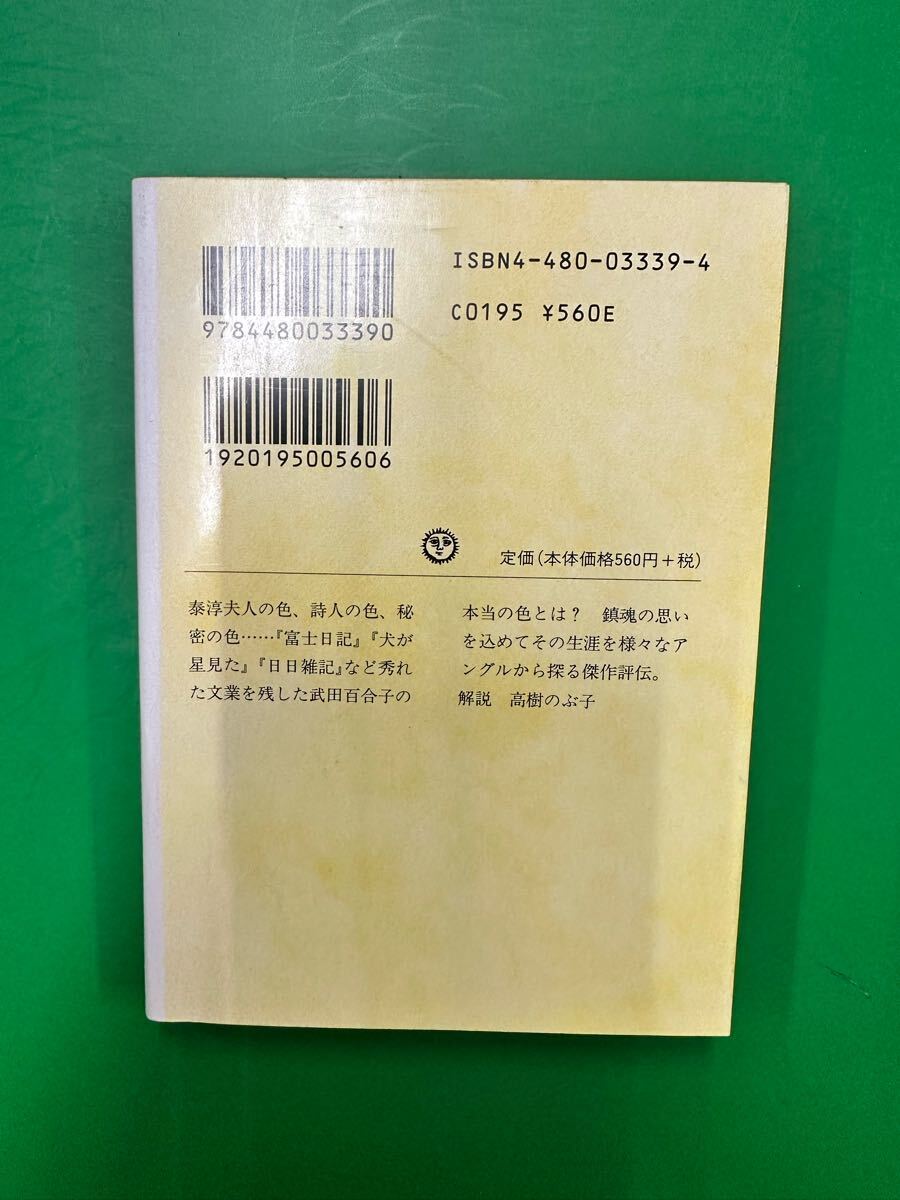 ISBN4-480-03339-4
9784480033390
C0195 ¥560E
1920195005606
定価(本体価格560円+税)
泰淳夫人の色、詩人の色、秘
密の色……『富士日記』『犬が
星見た』『日日雑記』など秀れ
た文業を残した武田百合子の
本当の色とは？　鎮魂の思い
を込めてその生涯を様々なア
ングルから探る傑作評伝。
解説　高樹のぶ子